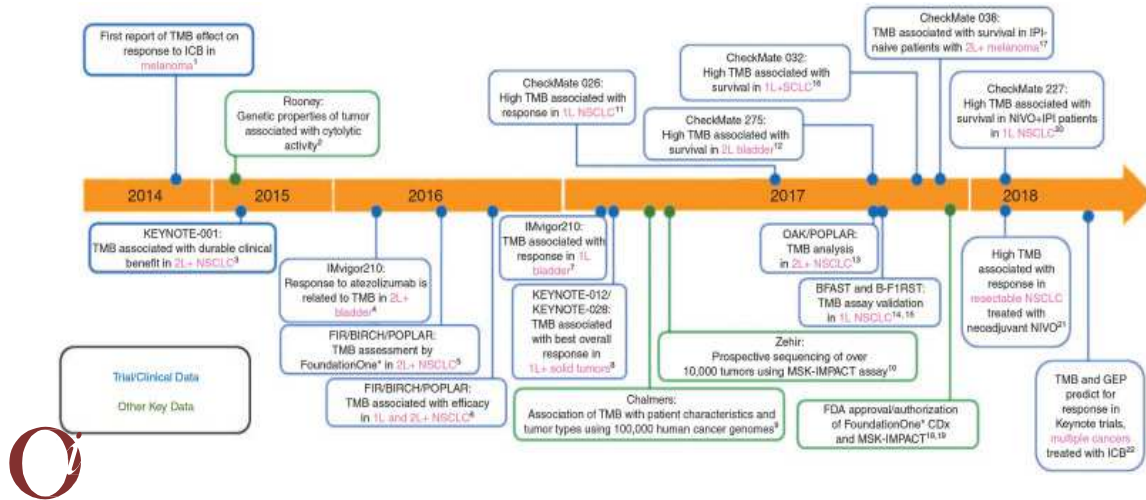 First report of TMB effect on
response to ICB in
melanoma¹
Rooney:
Genetic properties of tumor
associated with cytolytic
activity²
CheckMate 026:
High TMB associated with
response in 1L NSCLC¹¹
CheckMate 032:
High TMB associated with
survival in 1L+SCLC¹⁶
CheckMate 275:
High TMB associated with
survival in 2L bladder¹²
CheckMate 038:
TMB associated with survival in IPI-
naive patients with 2L+ melanoma¹⁷
CheckMate 227:
High TMB associated with
survival in NIVO+IPI patients
in 1L NSCLC²⁰
2014
2015
2016
2017
2018
KEYNOTE-001:
TMB associated with durable clinical
benefit in 2L+ NSCLC³
IMvigor210:
Response to atezolizumab is
related to TMB in 2L+
bladder⁴
FIR/BIRCH/POPLAR:
TMB assessment by
FoundationOne* in 2L+ NSCLC⁵
FIR/BIRCH/POPLAR:
TMB associated with efficacy
in 1L and 2L+ NSCLC⁶
IMvigor210:
TMB associated with
response in 1L
bladder⁷
KEYNOTE-012/
KEYNOTE-028:
TMB associated
with best overall
response in
1L+ solid tumors⁸
Chalmers:
Association of TMB with patient characteristics and
tumor types using 100,000 human cancer genomes⁹
Zehir:
Prospective sequencing of over
10,000 tumors using MSK-IMPACT assay¹⁰
OAK/POPLAR:
TMB analysis
in 2L+ NSCLC¹³
BFAST and B-F1RST:
TMB assay validation
in 1L NSCLC¹⁴, ¹⁵
FDA approval/authorization
of FoundationOne* CDx
and MSK-IMPACT¹⁸, ¹⁹
High TMB
associated with
response in
resectable NSCLC
treated with
neoadjuvant NIVO²¹
TMB and GEP
predict for
response in
Keynote trials,
multiple cancers
treated with ICB²²
Trial/Clinical Data
Other Key Data
Oi